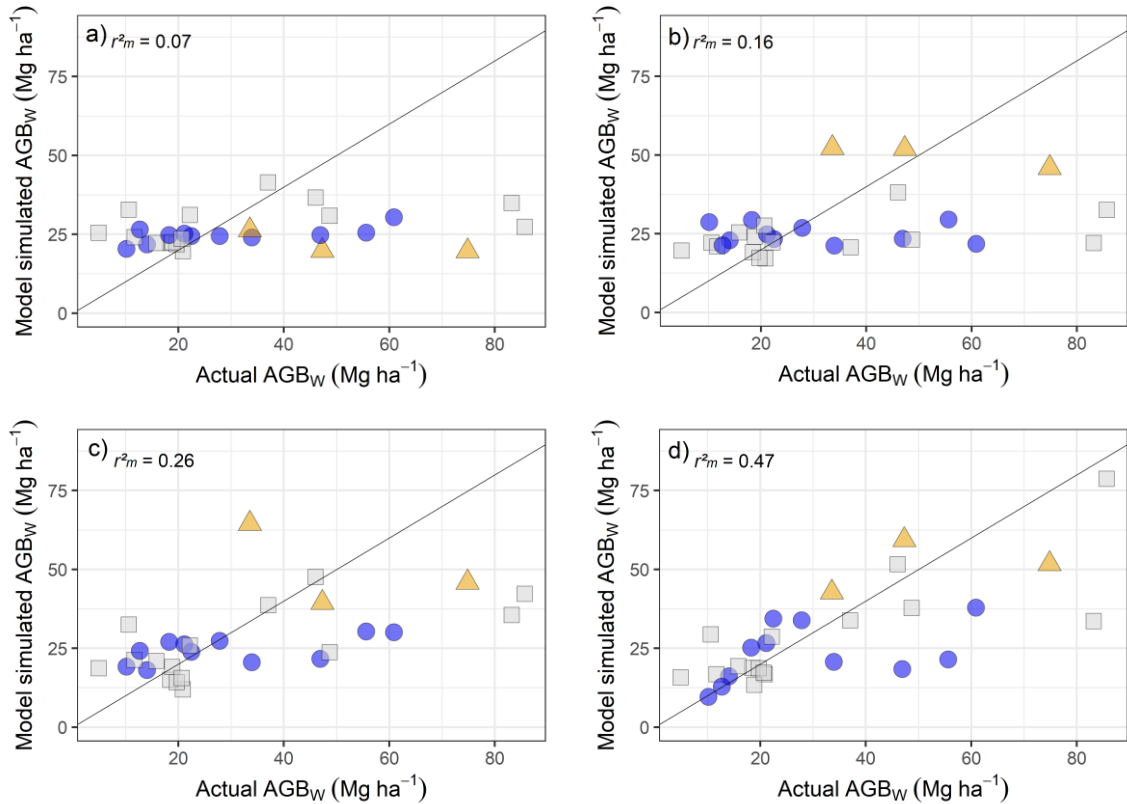 a) r²m = 0.07
Model simulated AGBW (Mg ha−1)
75
50
25
0
20 40 60 80
Actual AGBW (Mg ha−1)
b) r²m = 0.16
Model simulated AGBW (Mg ha−1)
75
50
25
0
20 40 60 80
Actual AGBW (Mg ha−1)
c) r²m = 0.26
Model simulated AGBW (Mg ha−1)
75
50
25
0
20 40 60 80
Actual AGBW (Mg ha−1)
d) r²m = 0.47
Model simulated AGBW (Mg ha−1)
75
50
25
0
20 40 60 80
Actual AGBW (Mg ha−1)